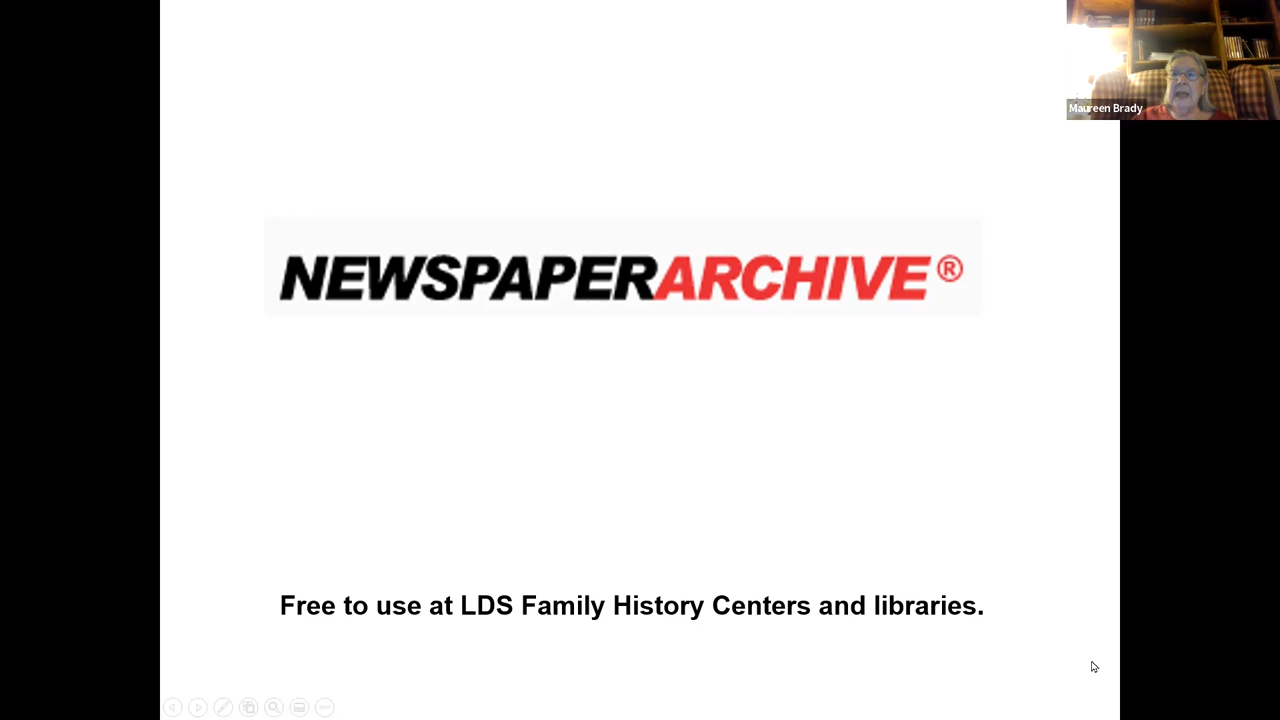 Maureen Brady
NEWSPAPERARCHIVE®
Free to use at LDS Family History Centers and libraries.